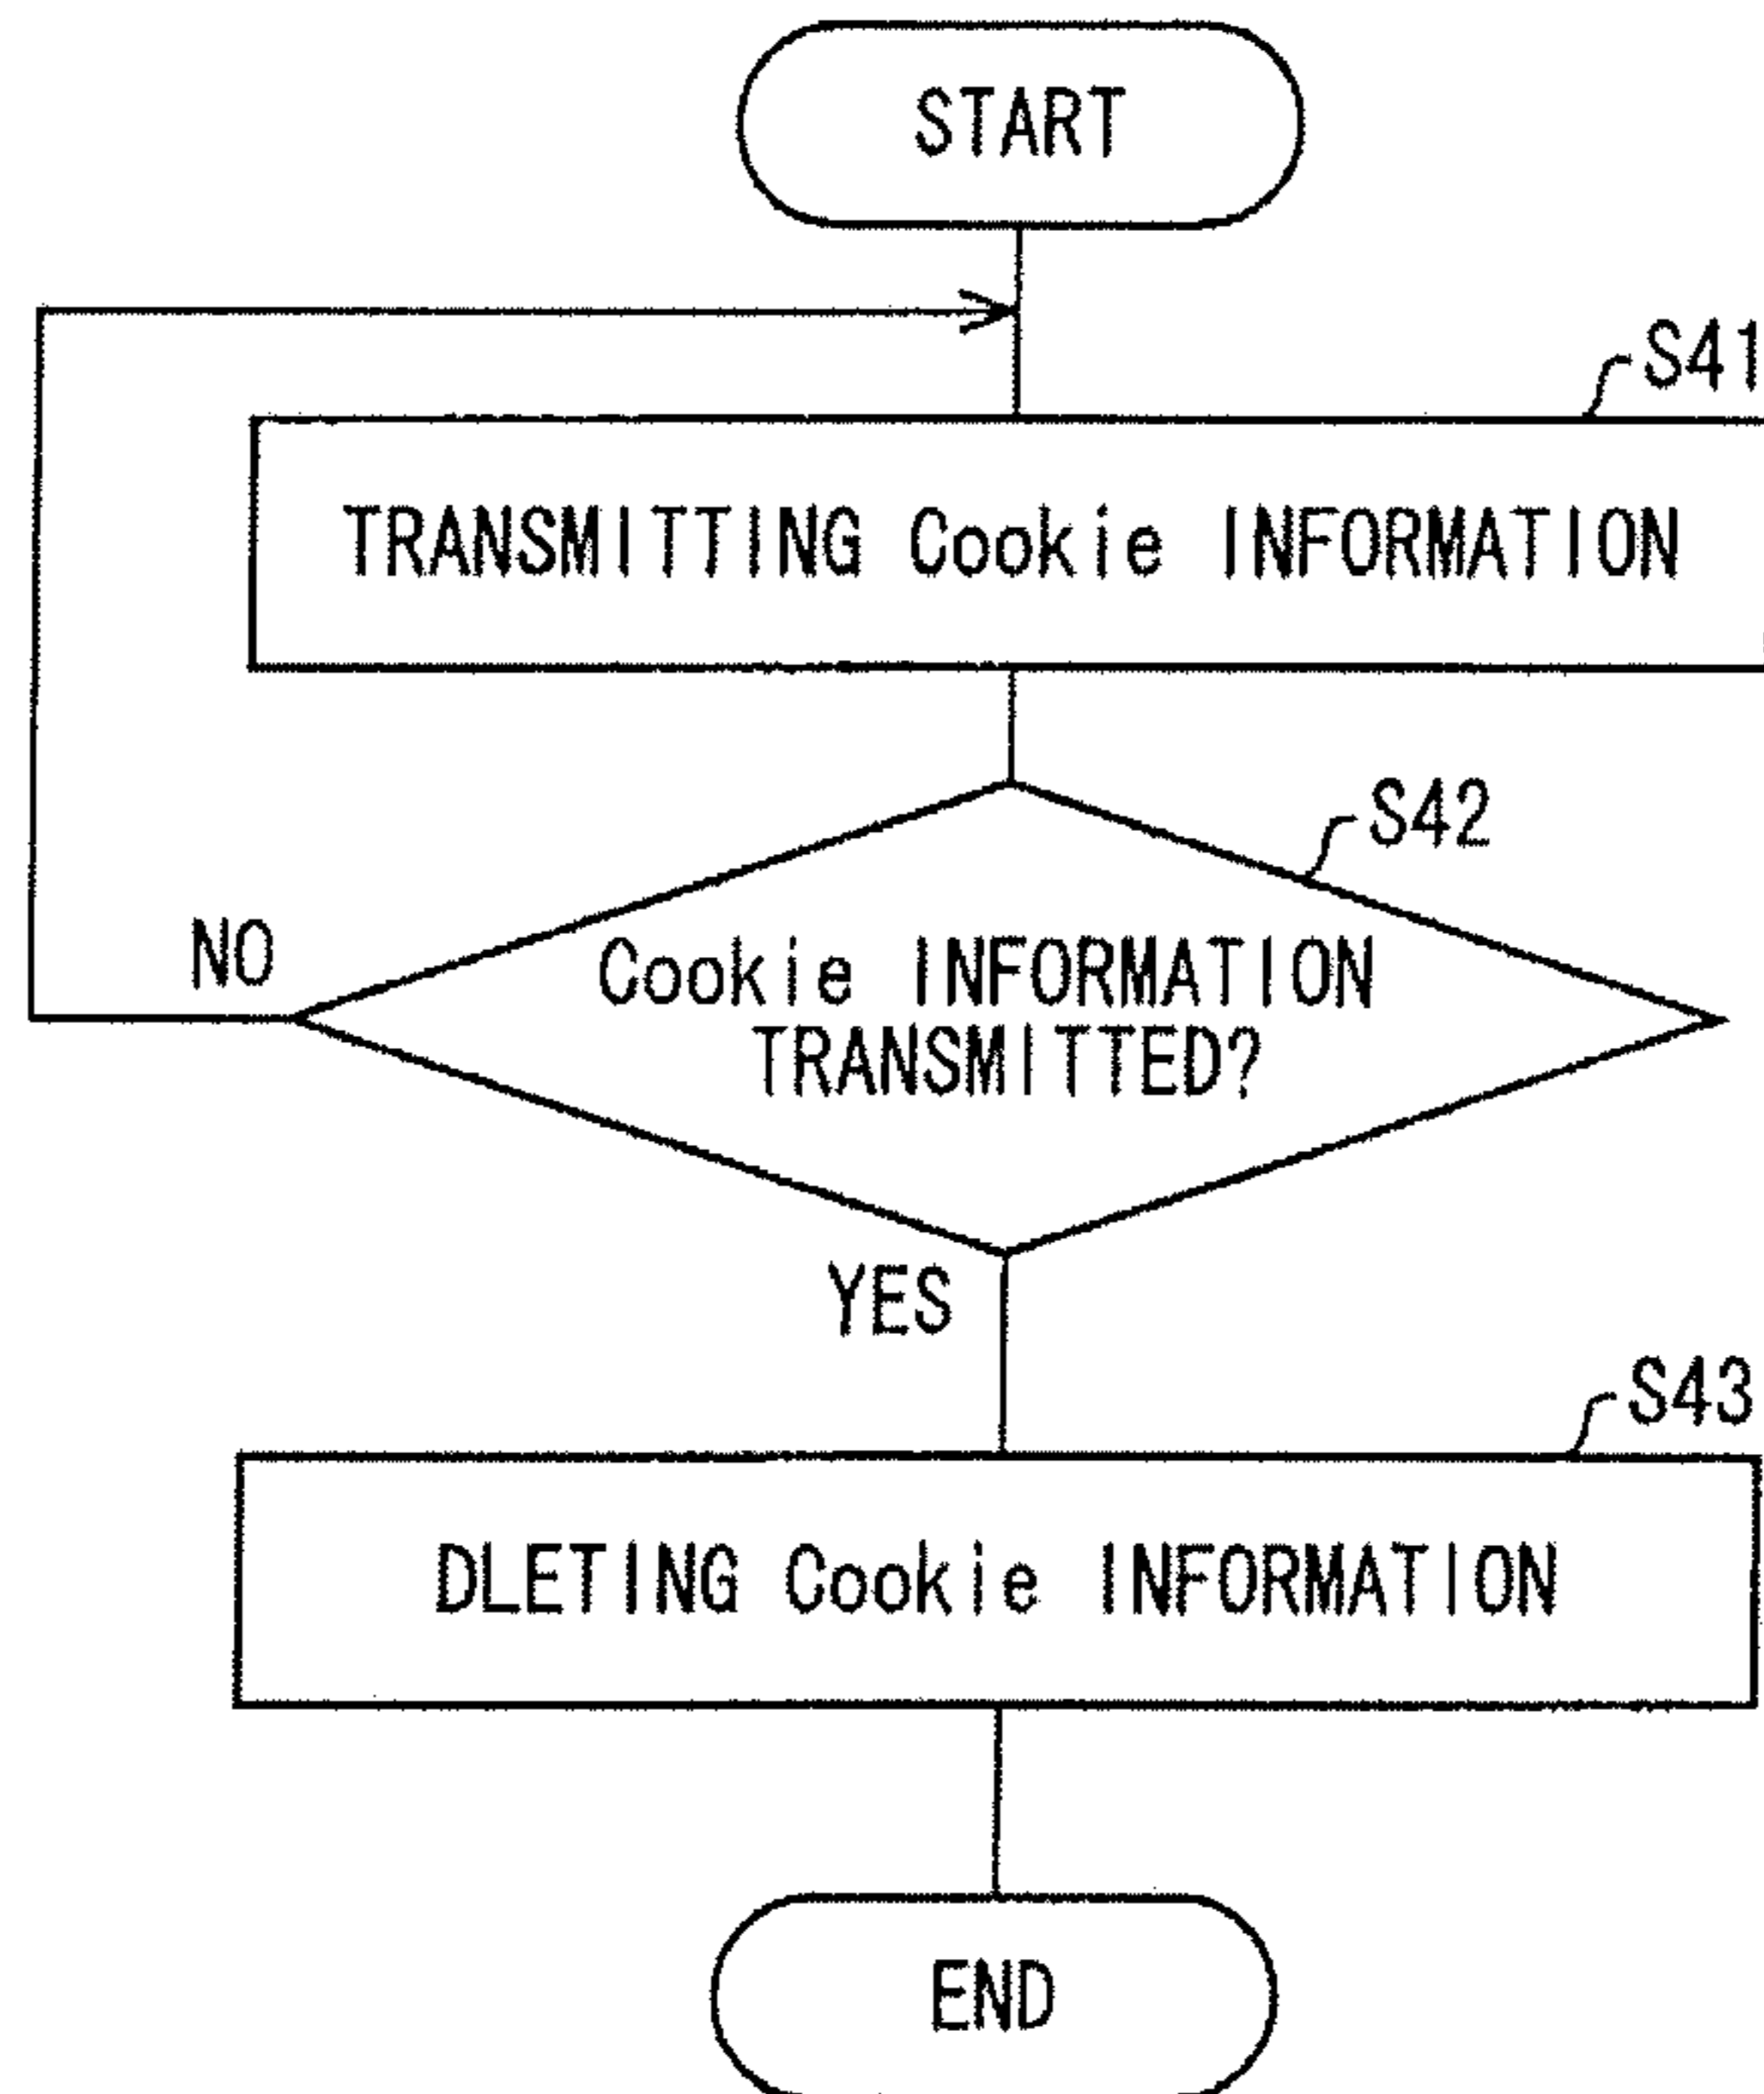 START
S41
TRANSMITTING Cookie INFORMATION
S42
NO
Cookie INFORMATION
TRANSMITTED?
YES
S43
DLETING Cookie INFORMATION
END